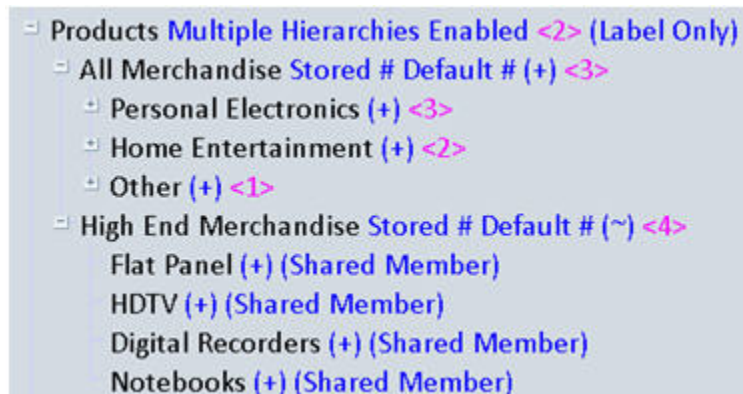 Products Multiple Hierarchies Enabled <2> (Label Only)
All Merchandise Stored # Default # (+) <3>
Personal Electronics (+) <3>
Home Entertainment (+) <2>
Other (+) <1>
High End Merchandise Stored # Default # (~) <4>
Flat Panel (+) (Shared Member)
HDTV (+) (Shared Member)
Digital Recorders (+) (Shared Member)
Notebooks (+) (Shared Member)